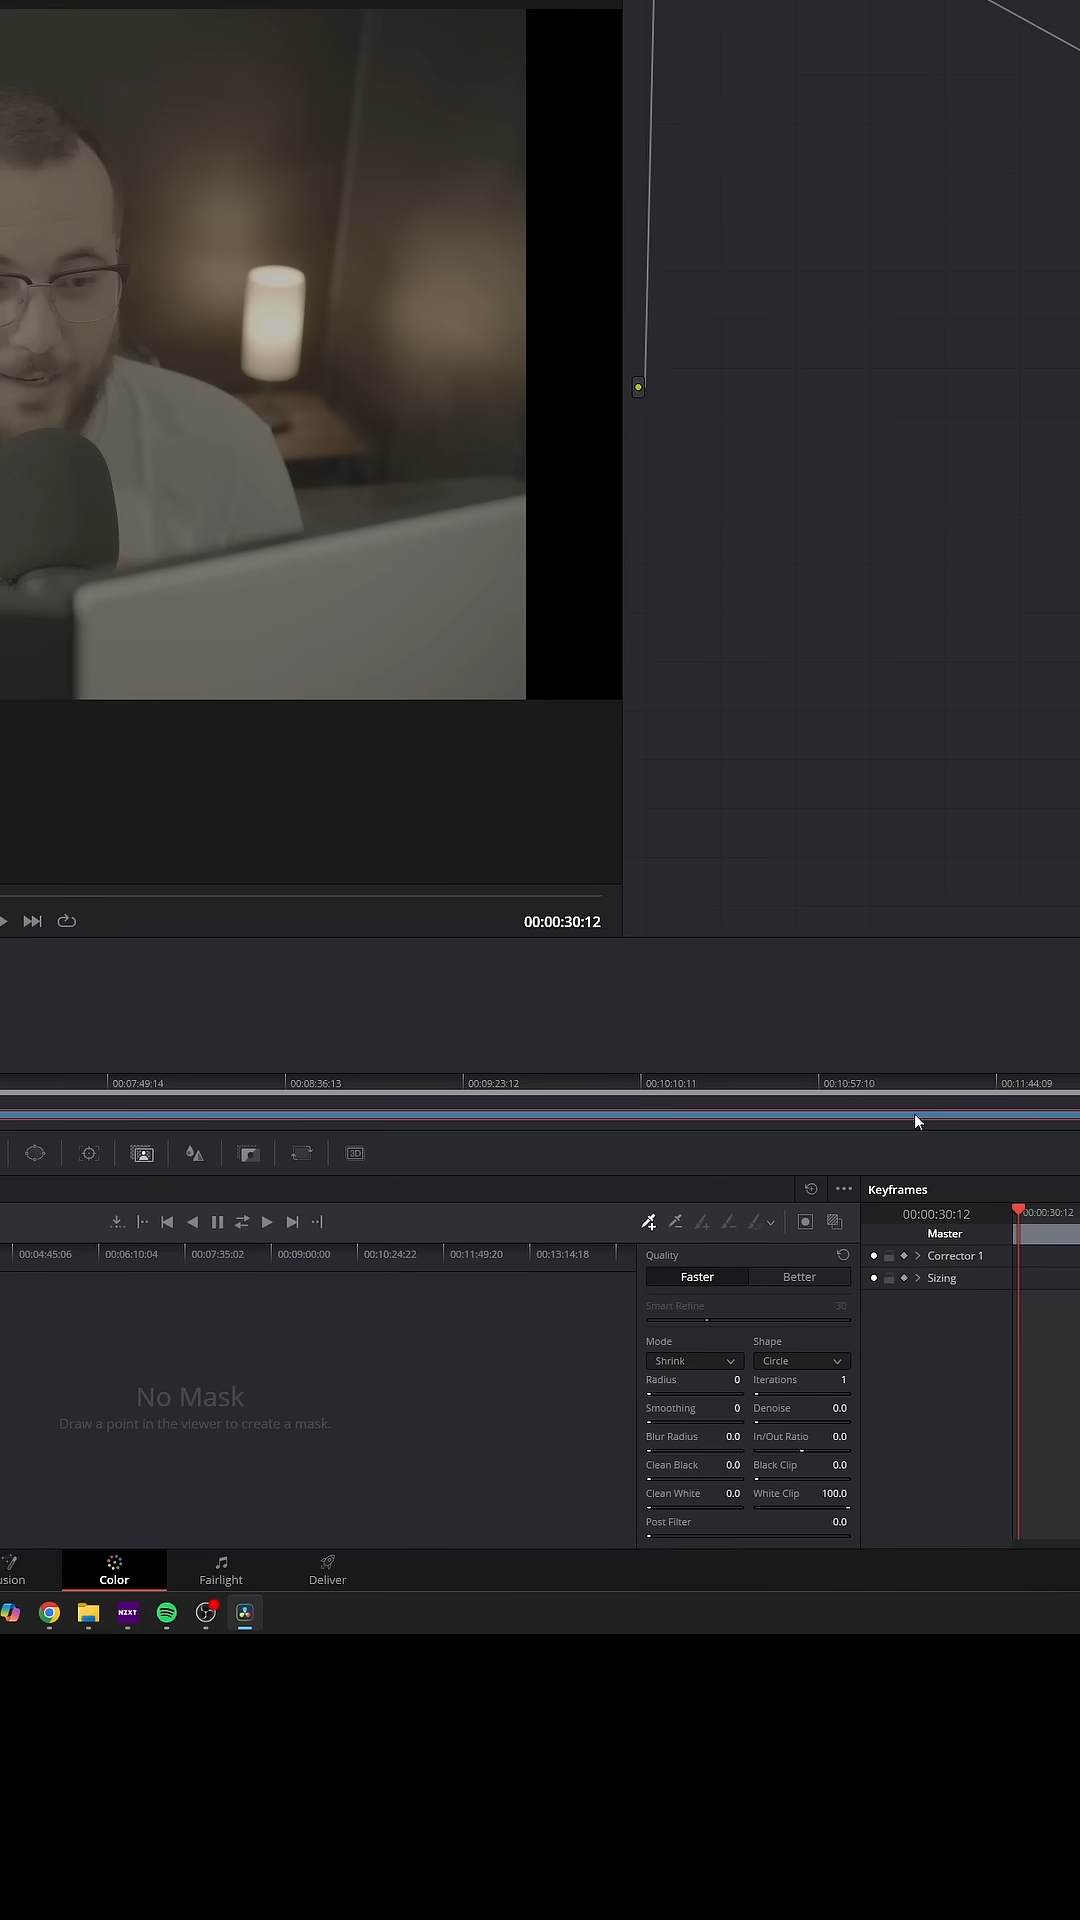 00:00:30:12
00:07:49:14
00:08:36:13
00:09:23:12
00:10:10:11
00:10:57:10
00:11:44:09
3D
Keyframes
00:00:30:12
00:00:30:12
Master
Corrector 1
Sizing
00:04:45:06
00:06:10:04
00:07:35:02
00:09:00:00
00:10:24:22
00:11:49:20
00:13:14:18
Quality
Faster
Better
Smart Refine 30
Mode
Shape
Shrink
Circle
Radius 0
Iterations 1
Smoothing 0
Denoise 0.0
Blur Radius 0.0
In/Out Ratio 0.0
Clean Black 0.0
Black Clip 0.0
Clean White 0.0
White Clip 100.0
Post Filter 0.0
No Mask
Draw a point in the viewer to create a mask.
usion
Color
Fairlight
Deliver
NZXT